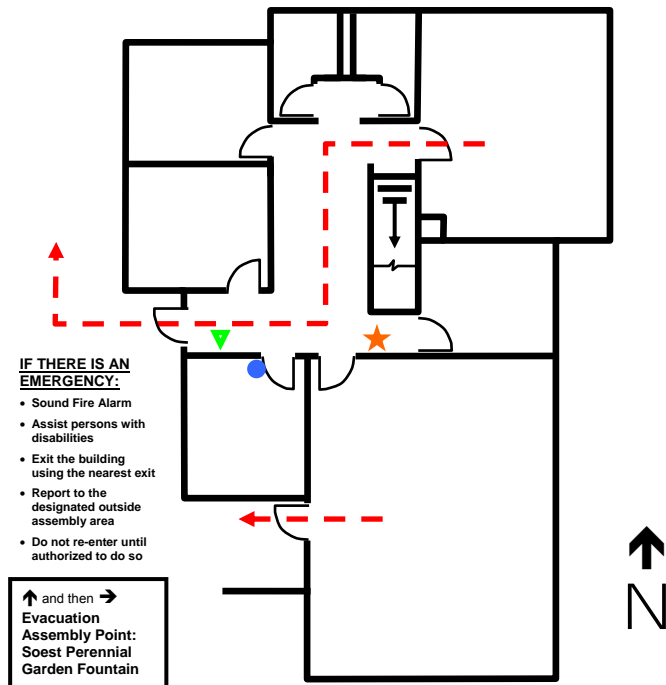 IF THERE IS AN
EMERGENCY:
• Sound Fire Alarm
• Assist persons with
disabilities
• Exit the building
using the nearest exit
• Report to the
designated outside
assembly area
• Do not re-enter until
authorized to do so
↑ and then →
Evacuation
Assembly Point:
Soest Perennial
Garden Fountain
N